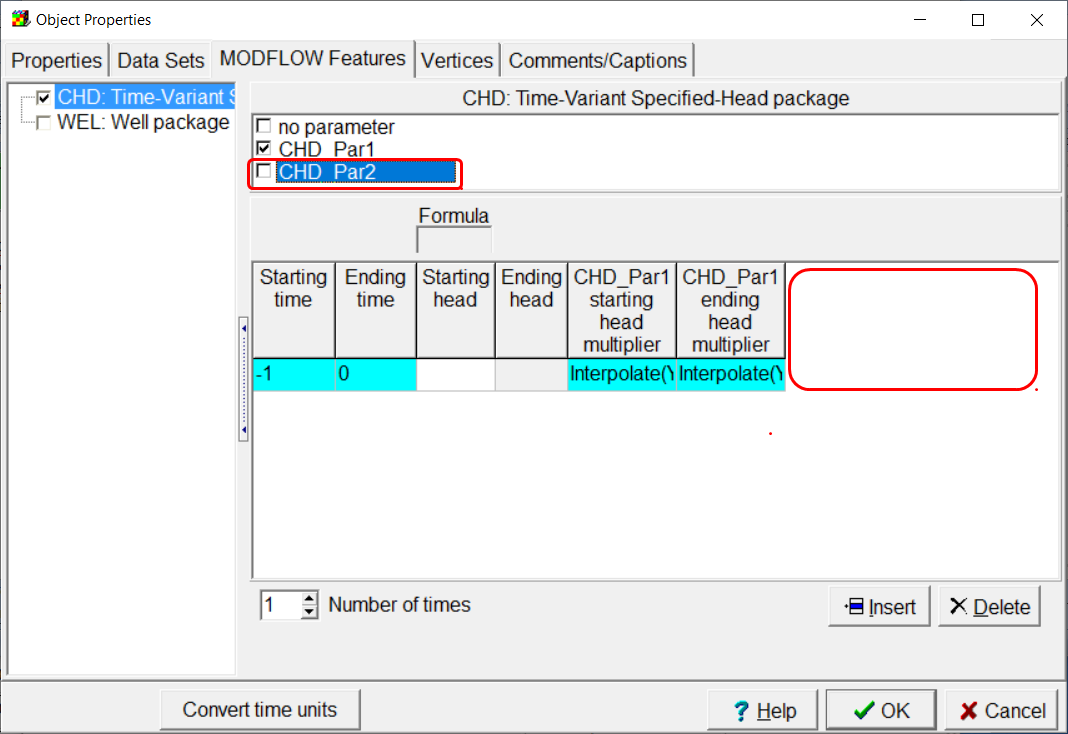 Object Properties
Properties
Data Sets
MODFLOW Features
Vertices
Comments/Captions
CHD: Time-Variant S
WEL: Well package
CHD: Time-Variant Specified-Head package
no parameter
CHD_Par1
CHD_Par2
Formula
Starting
time
Ending
time
Starting
head
Ending
head
CHD_Par1
starting
head
multiplier
CHD_Par1
ending
head
multiplier
-1
0
Interpolate(Y
Interpolate(Y
1
Number of times
Insert
Delete
Convert time units
? Help
OK
Cancel